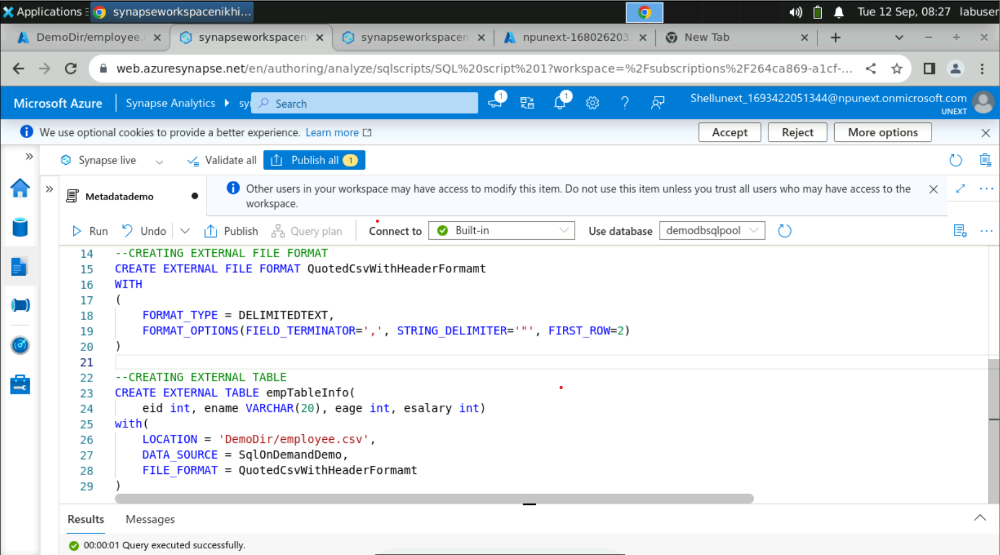 Applications
synapseworkspacenikhi...
Tue 12 Sep, 08:27 labuser
DemoDir/employee.
synapseworkspaceni
synapseworkspacen
npunext-168026203
New Tab
web.azuresynapse.net/en/authoring/analyze/sqlscripts/SQL%20script%201?workspace=%2Fsubscriptions%2F264ca869-a1cf-...
Microsoft Azure
Synapse Analytics
Search
1
1
Shellunext_1693422051344@npunext.onmicrosoft.com
UNEXT
We use optional cookies to provide a better experience. Learn more
Accept
Reject
More options
Synapse live
Validate all
Publish all 1
Metadatademo
Other users in your workspace may have access to modify this item. Do not use this item unless you trust all users who may have access to the
workspace.
Run
Undo
Publish
Query plan
Connect to
Built-in
Use database
demodbsqlpool
14 --CREATING EXTERNAL FILE FORMAT
15 CREATE EXTERNAL FILE FORMAT QuotedCsvWithHeaderFormamt
16 WITH
17 (
18 FORMAT_TYPE = DELIMITEDTEXT,
19 FORMAT_OPTIONS(FIELD_TERMINATOR=',', STRING_DELIMITER='"', FIRST_ROW=2)
20 )
21
22 --CREATING EXTERNAL TABLE
23 CREATE EXTERNAL TABLE empTableInfo(
24 eid int, ename VARCHAR(20), eage int, esalary int)
25 with(
26 LOCATION = 'DemoDir/employee.csv',
27 DATA_SOURCE = SqlOnDemandDemo,
28 FILE_FORMAT = QuotedCsvWithHeaderFormamt
29 )
Results
Messages
00:00:01 Query executed successfully.